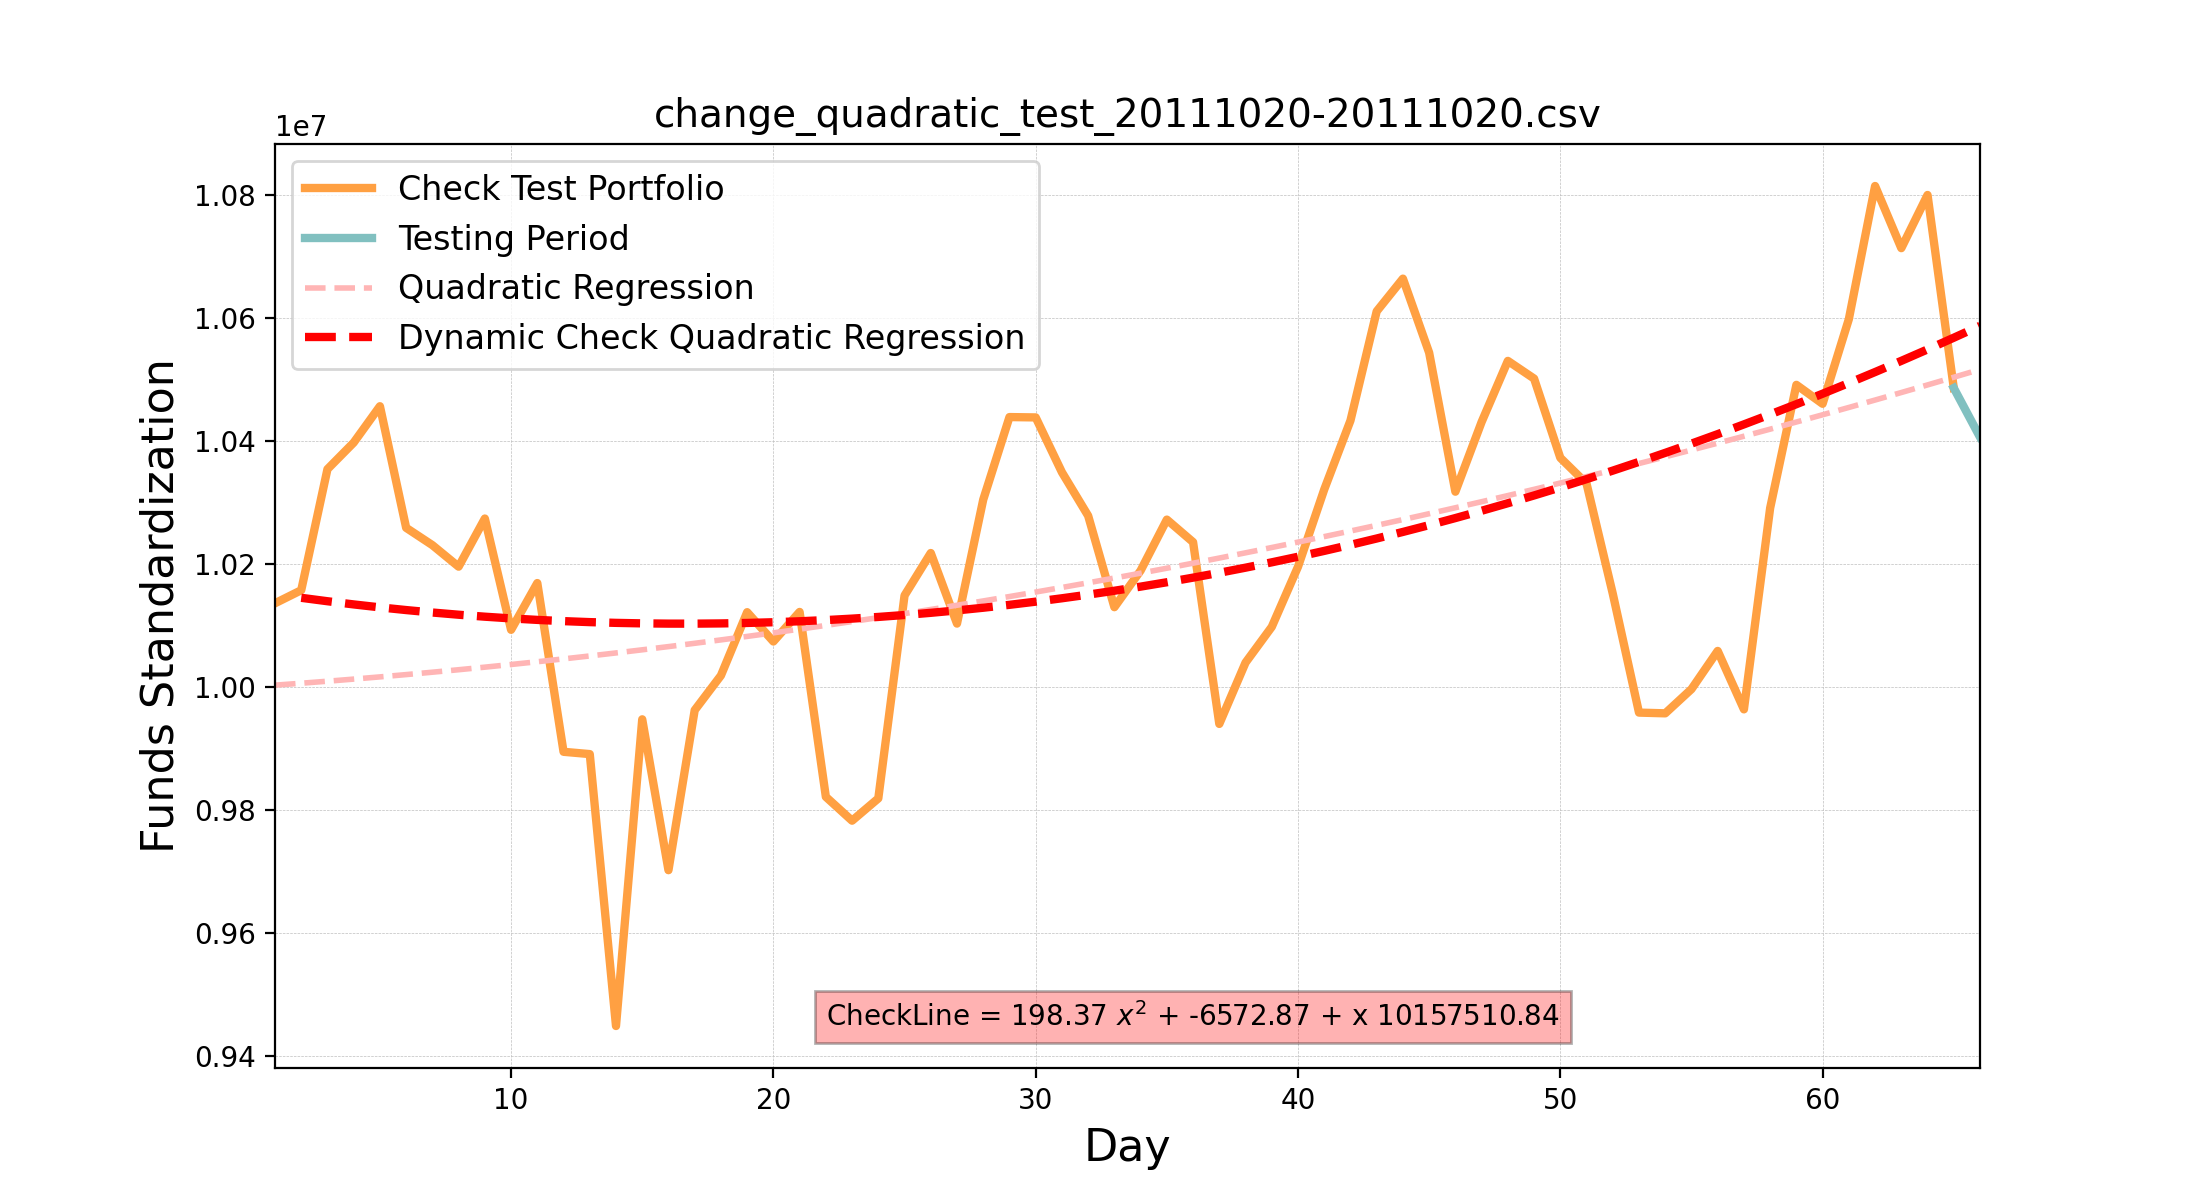 change_quadratic_test_20111020-20111020.csv
1e7
Check Test Portfolio
Testing Period
Quadratic Regression
Dynamic Check Quadratic Regression
1.08
1.06
1.04
1.02
1.00
0.98
0.96
0.94
Funds Standardization
CheckLine = 198.37 x² + -6572.87 + x 10157510.84
10 20 30 40 50 60
Day